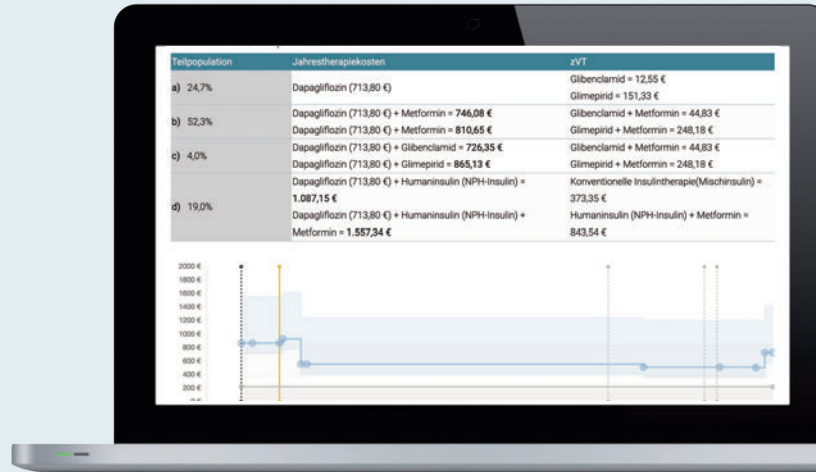 Teilpopulation Jahrestherapiekosten zVT
a) 24,7% Dapagliflozin (713,80 €) Glibenclamid = 12,55 €
Glimepirid = 151,33 €
b) 52,3% Dapagliflozin (713,80 €) + Metformin = 746,08 € Glibenclamid + Metformin = 44,83 €
Dapagliflozin (713,80 €) + Metformin = 810,65 € Glimepirid + Metformin = 248,18 €
c) 4,0% Dapagliflozin (713,80 €) + Glibenclamid = 726,35 € Glibenclamid + Metformin = 44,83 €
Dapagliflozin (713,80 €) + Glimepirid = 865,13 € Glimepirid + Metformin = 248,18 €
d) 19,0% Dapagliflozin (713,80 €) + Humaninsulin (NPH-Insulin) = Konventionelle Insulintherapie(Mischinsulin) =
1.087,15 € 373,35 €
Dapagliflozin (713,80 €) + Humaninsulin (NPH-Insulin) + Humaninsulin (NPH-Insulin) + Metformin =
Metformin = 1.557,34 € 843,54 €
2000 €
1800 €
1600 €
1400 €
1200 €
1000 €
800 €
600 €
400 €
200 €